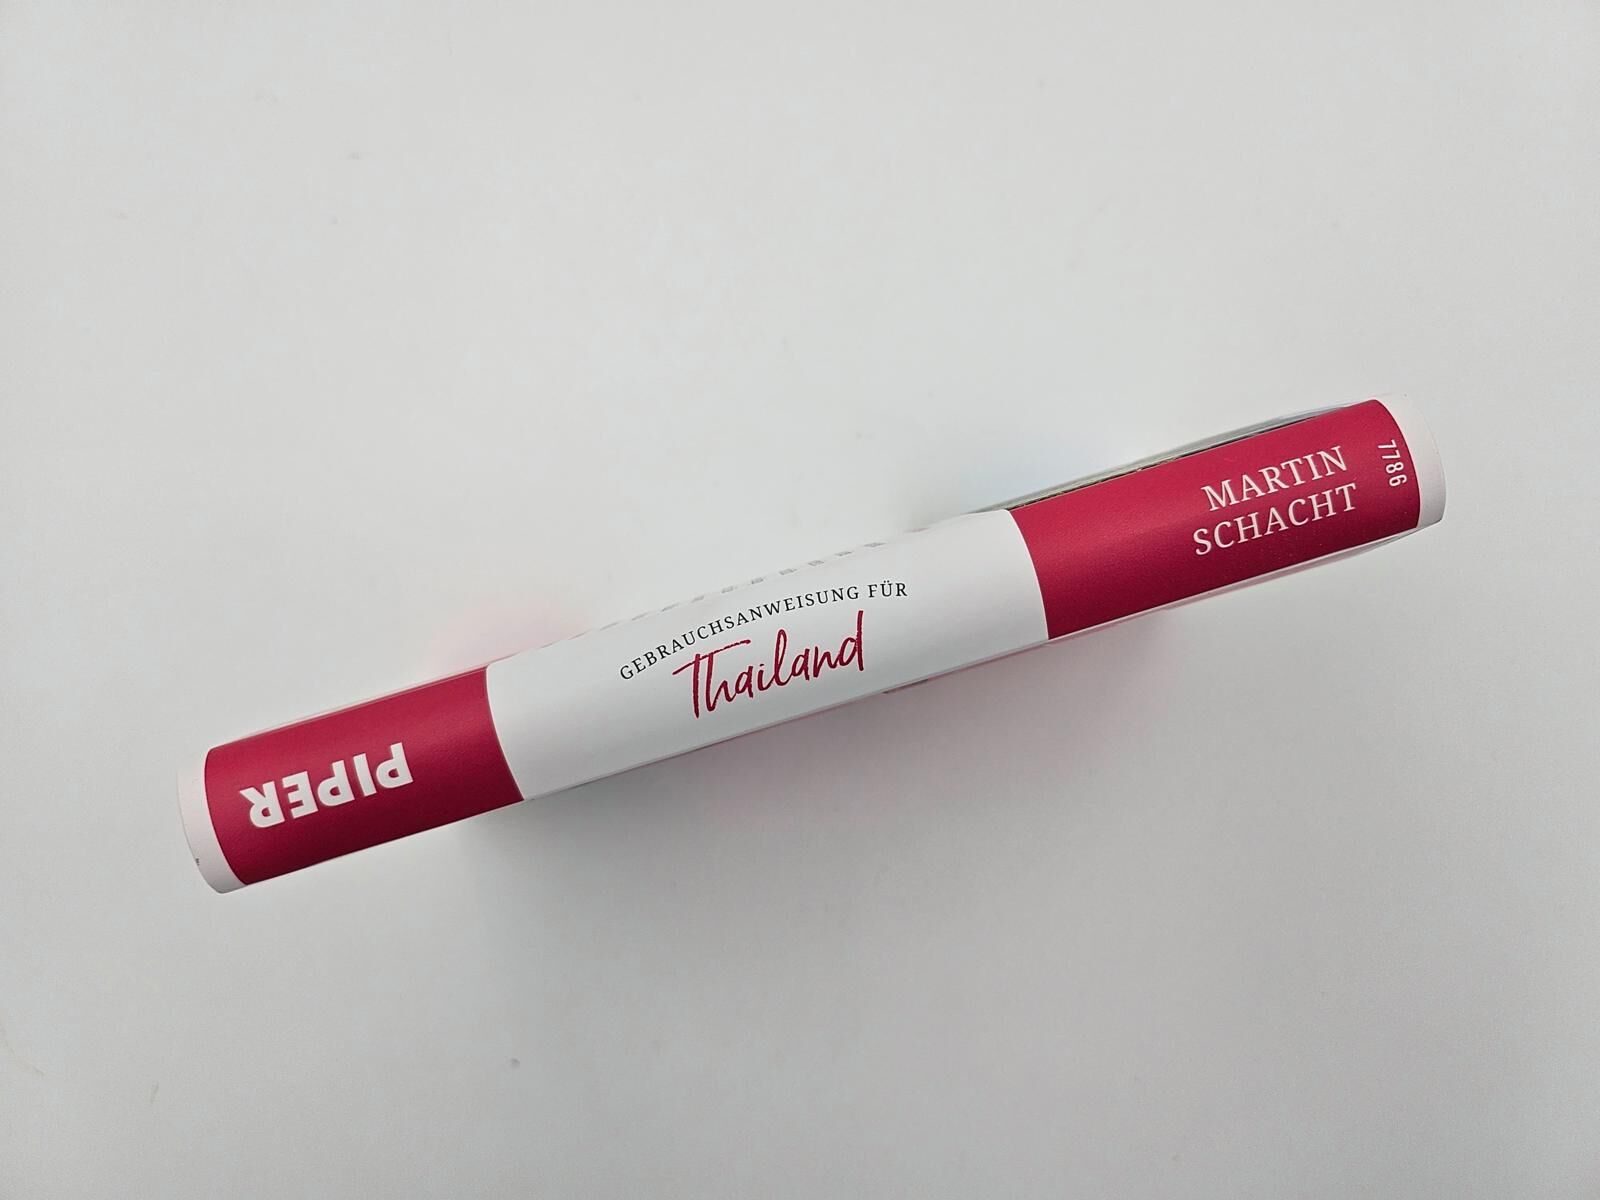 PIPER
GEBRAUCHSANWEISUNG FÜR
Thailand
MARTIN
SCHACHT
7786